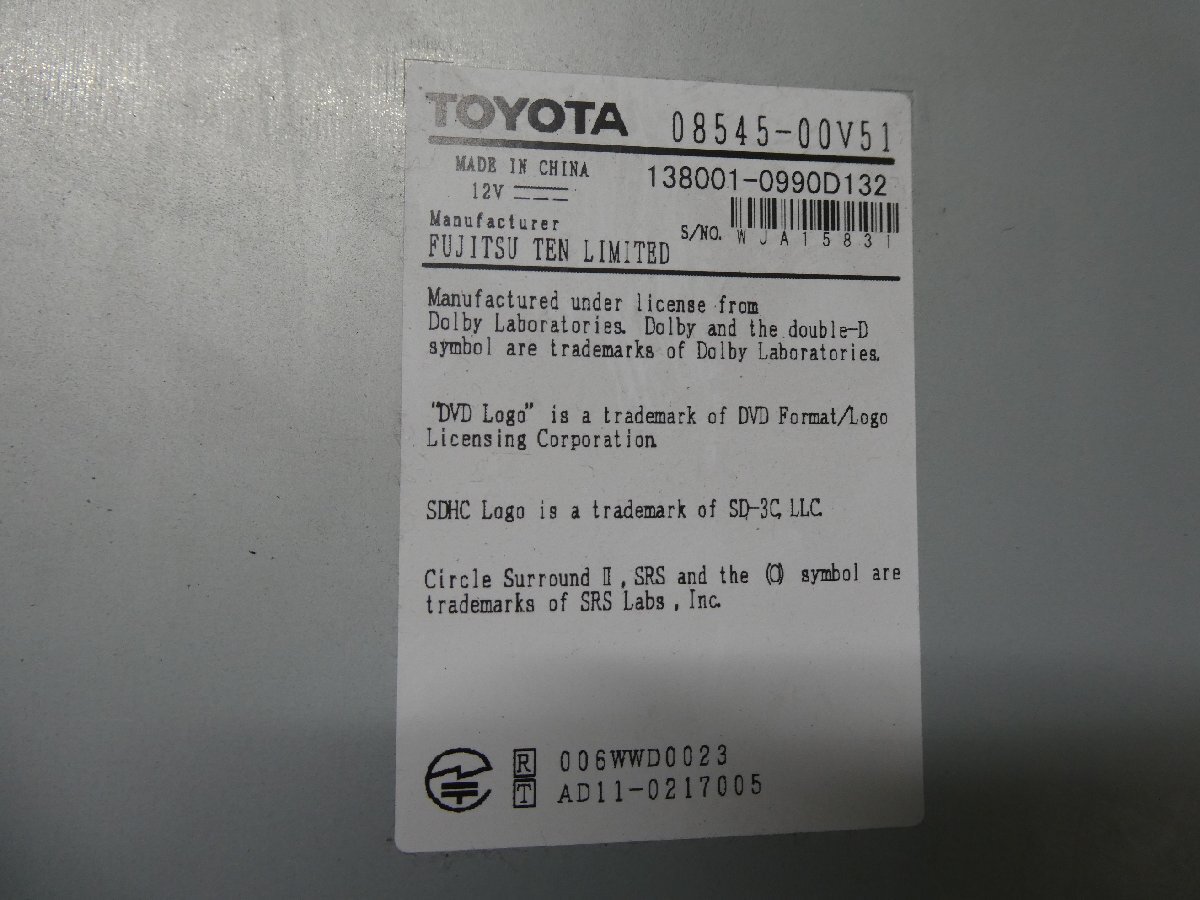 TOYOTA 08545-00V51
MADE IN CHINA 138001-0990D132
12V
Manufacturer S/NO. WJA15831
FUJITSU TEN LIMITED
Manufactured under license from
Dolby Laboratories. Dolby and the double-D
symbol are trademarks of Dolby Laboratories.
"DVD Logo" is a trademark of DVD Format/Logo
Licensing Corporation.
SDHC Logo is a trademark of SD-3C, LLC.
Circle Surround II, SRS and the (O) symbol are
trademarks of SRS Labs, Inc.
R 006WWD0023
T AD11-0217005